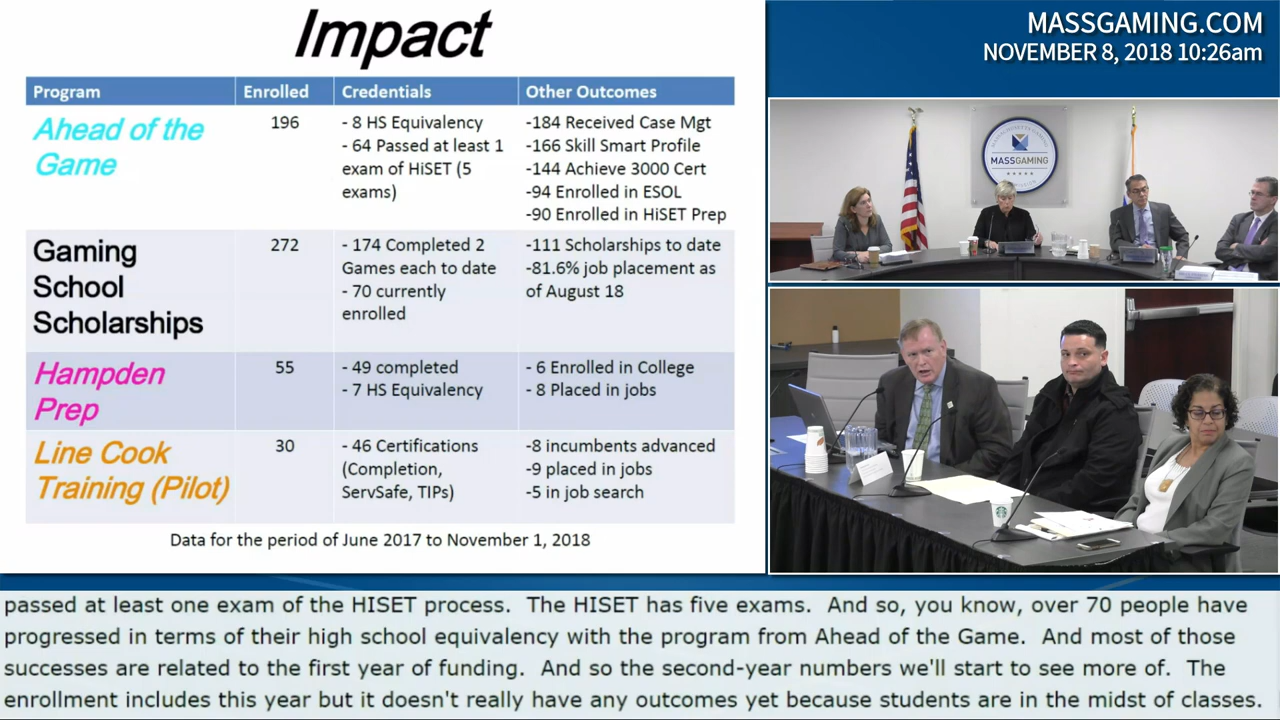 Impact
Program Enrolled Credentials Other Outcomes
Ahead of the
Game
196
- 8 HS Equivalency
- 64 Passed at least 1
exam of HiSET (5
exams)
-184 Received Case Mgt
-166 Skill Smart Profile
-144 Achieve 3000 Cert
-94 Enrolled in ESOL
-90 Enrolled in HiSET Prep
Gaming
School
Scholarships
272
- 174 Completed 2
Games each to date
- 70 currently
enrolled
-111 Scholarships to date
-81.6% job placement as
of August 18
Hampden
Prep
55
- 49 completed
- 7 HS Equivalency
- 6 Enrolled in College
- 8 Placed in jobs
Line Cook
Training (Pilot)
30
- 46 Certifications
(Completion,
ServSafe, TIPs)
-8 incumbents advanced
-9 placed in jobs
-5 in job search
Data for the period of June 2017 to November 1, 2018
MASSGAMING.COM
NOVEMBER 8, 2018 10:26am
MASSGAMING
passed at least one exam of the HISET process. The HISET has five exams. And so, you know, over 70 people have
progressed in terms of their high school equivalency with the program from Ahead of the Game. And most of those
successes are related to the first year of funding. And so the second-year numbers we'll start to see more of. The
enrollment includes this year but it doesn't really have any outcomes yet because students are in the midst of classes.